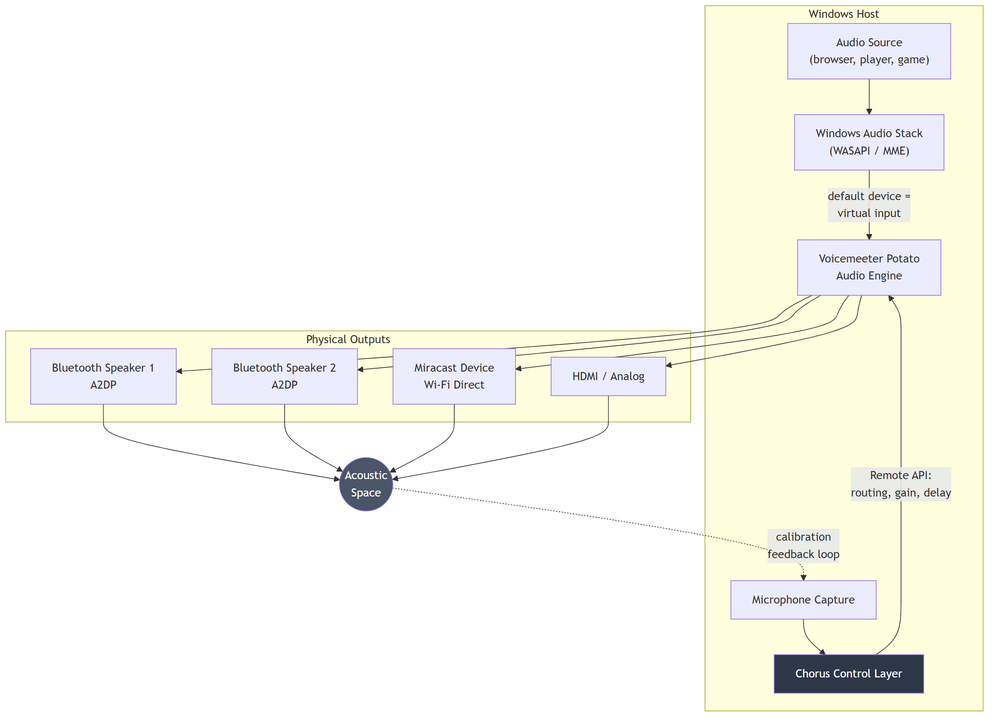 Windows Host
Audio Source
(browser, player, game)
Windows Audio Stack
(WASAPI / MME)
default device =
virtual input
Voicemeeter Potato
Audio Engine
Physical Outputs
Bluetooth Speaker 1
A2DP
Bluetooth Speaker 2
A2DP
Miracast Device
Wi-Fi Direct
HDMI / Analog
Acoustic
Space
Remote API:
routing, gain, delay
calibration
feedback loop
Microphone Capture
Chorus Control Layer